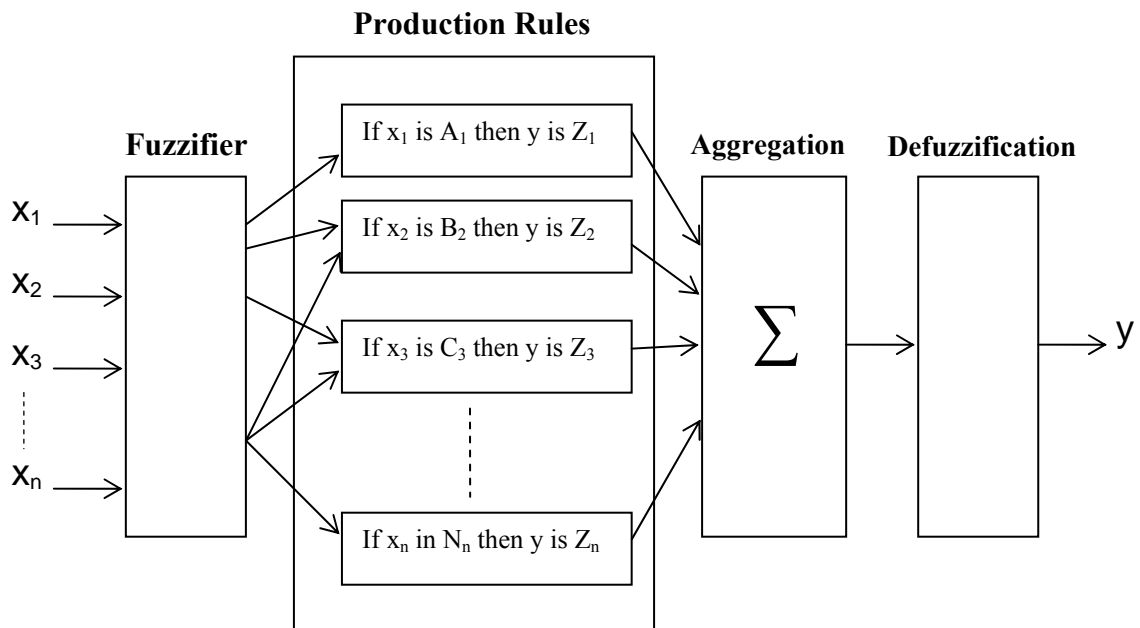 Production Rules
Fuzzifier
Aggregation
Defuzzification
If x₁ is A₁ then y is Z₁
If x₂ is B₂ then y is Z₂
If x₃ is C₃ then y is Z₃
If xₙ in Nₙ then y is Zₙ
x₁
x₂
x₃
xₙ
∑
y